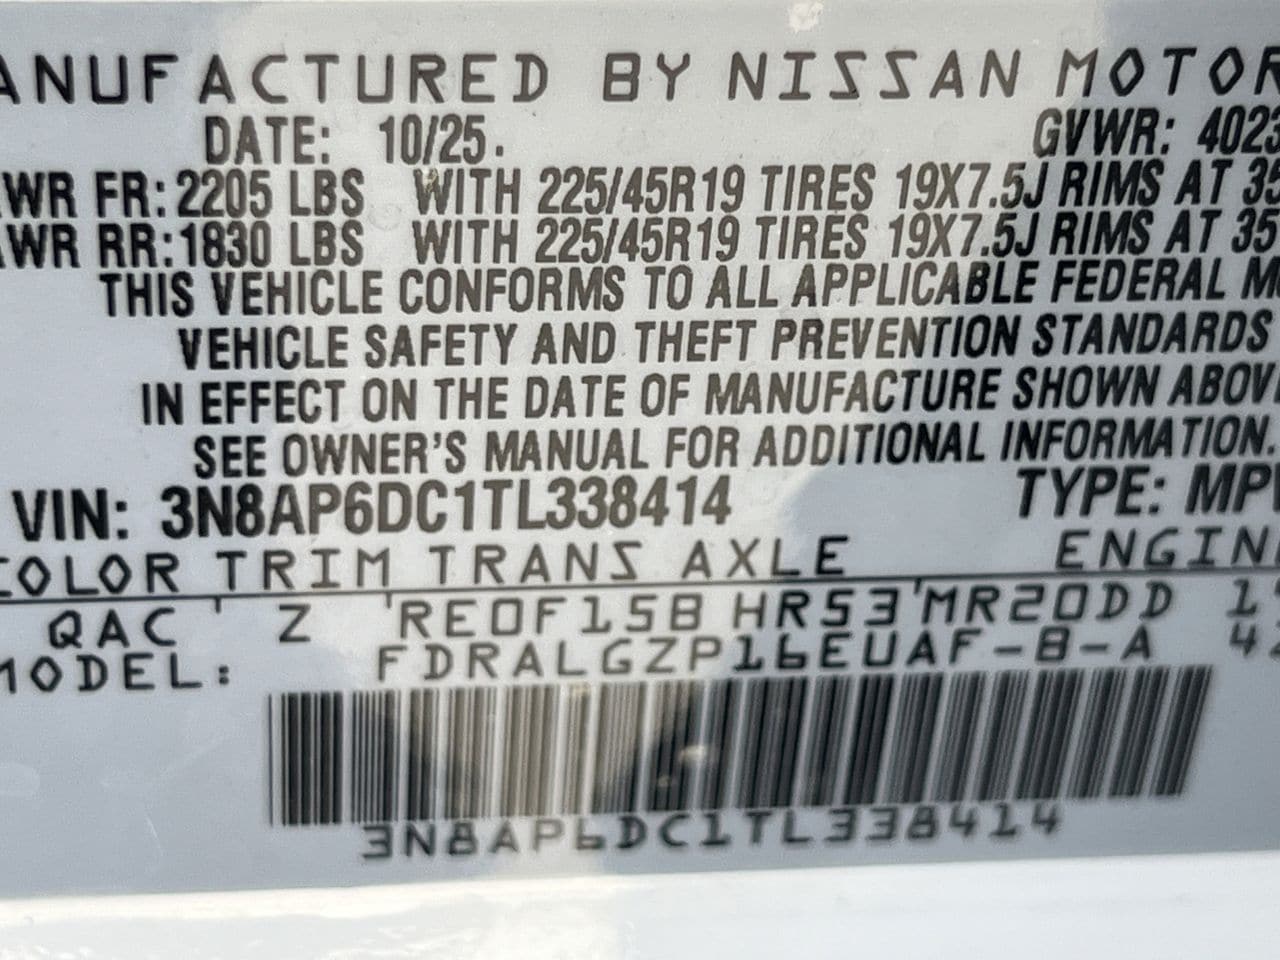 ANUFACTURED BY NISSAN MOTOR
DATE: 10/25. GVWR: 4023
WR FR: 2205 LBS WITH 225/45R19 TIRES 19X7.5J RIMS AT 35
WR RR: 1830 LBS WITH 225/45R19 TIRES 19X7.5J RIMS AT 35
THIS VEHICLE CONFORMS TO ALL APPLICABLE FEDERAL M
VEHICLE SAFETY AND THEFT PREVENTION STANDARDS
IN EFFECT ON THE DATE OF MANUFACTURE SHOWN ABOV
SEE OWNER'S MANUAL FOR ADDITIONAL INFORMATION.
VIN: 3N8AP6DC1TL338414 TYPE: MP
COLOR TRIM TRANS AXLE ENGIN
QAC Z RE0F15B HR53 MR20DD 1
MODEL: FDRALGZP16EUAF-B-A 4
3N8AP6DC1TL338414